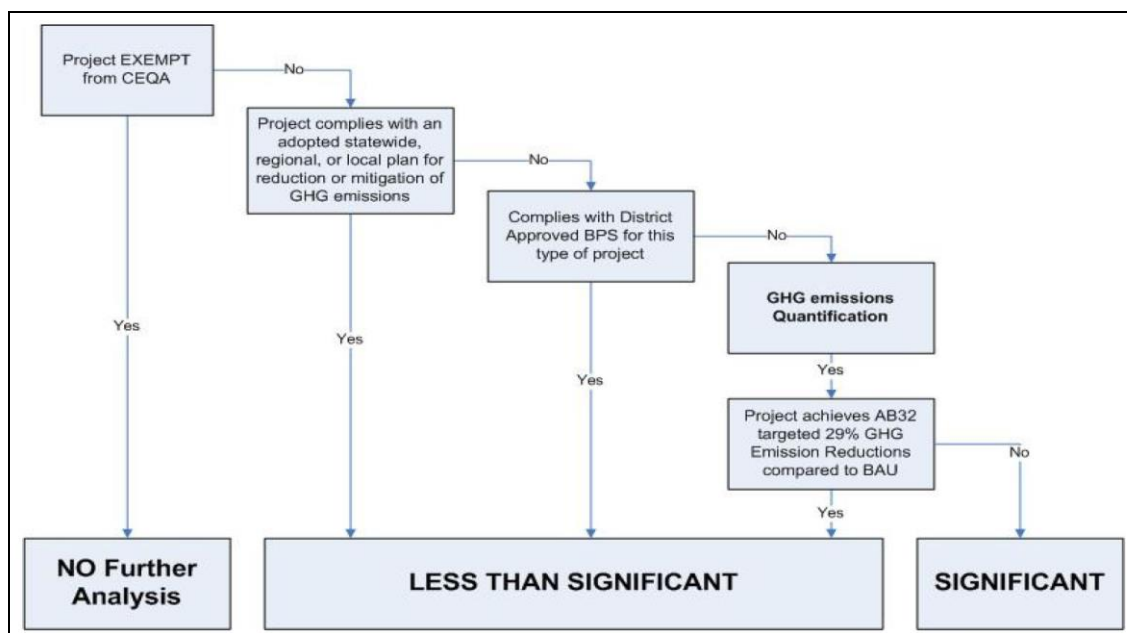 Project EXEMPT
from CEQA
No
Project complies with an
adopted statewide,
regional, or local plan for
reduction or mitigation of
GHG emissions
No
Complies with District
Approved BPS for this
type of project
No
GHG emissions
Quantification
Yes
Yes
Yes
Yes
Project achieves AB32
targeted 29% GHG
Emission Reductions
compared to BAU
No
Yes
NO Further
Analysis
LESS THAN SIGNIFICANT
SIGNIFICANT